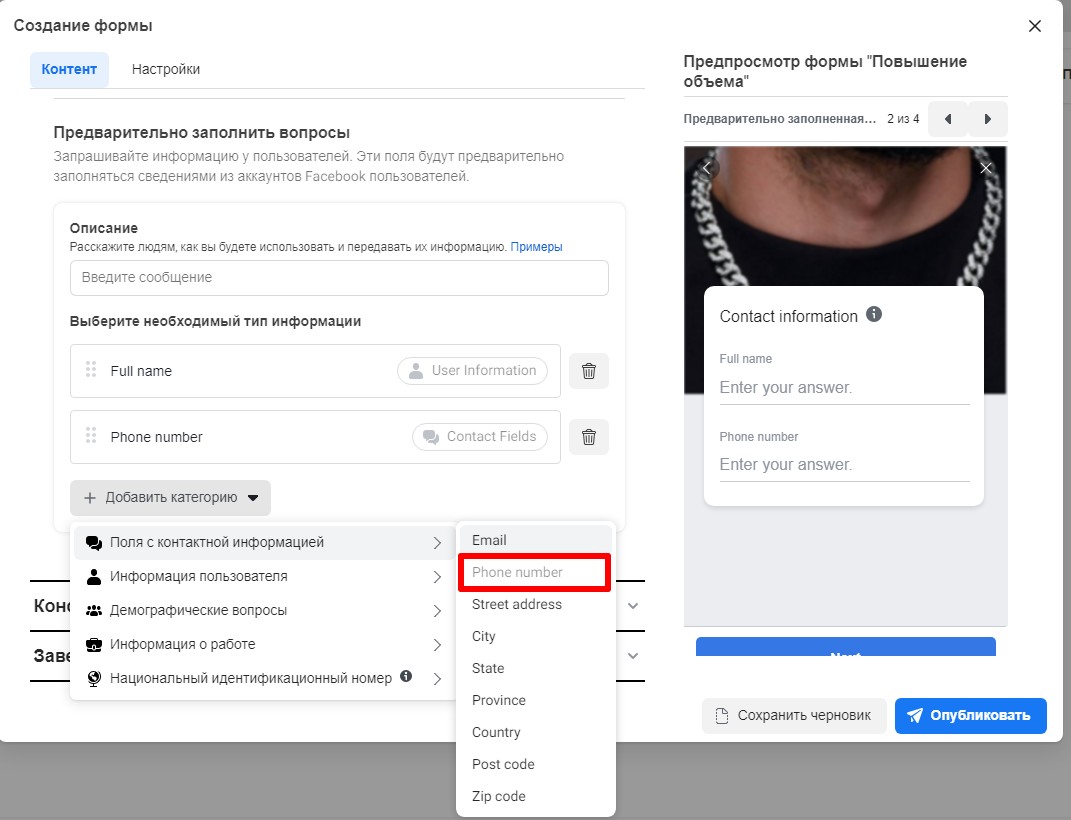 Создание формы
Контент
Настройки
Предварительно заполнить вопросы
Запрашивайте информацию у пользователей. Эти поля будут предварительно
заполняться сведениями из аккаунтов Facebook пользователей.
Описание
Расскажите людям, как вы будете использовать и передавать их информацию. Примеры
Введите сообщение
Выберите необходимый тип информации
Full name
User Information
Phone number
Contact Fields
Добавить категорию
Поля с контактной информацией
Информация пользователя
Демографические вопросы
Информация о работе
Национальный идентификационный номер
Email
Phone number
Street address
City
State
Province
Country
Post code
Zip code
Предпросмотр формы "Повышение
объема"
Предварительно заполненная... 2 из 4
Contact information
Full name
Enter your answer.
Phone number
Enter your answer.
Next
Сохранить черновик
Опубликовать